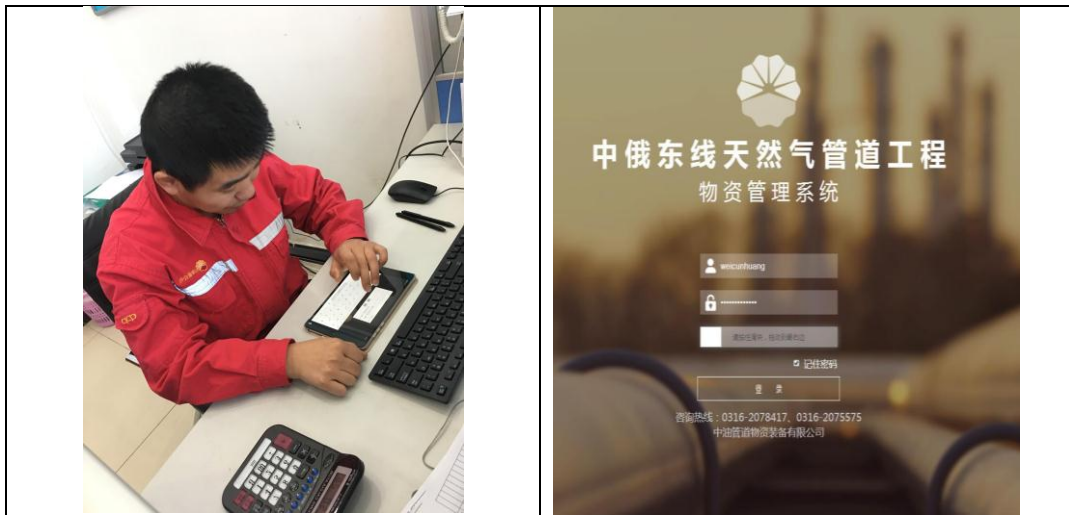 中俄东线天然气管道工程
物资管理系统
weicunhuang
记住密码
登 录
咨询热线：0316-2078417、0316-2075575
中油管道物资装备有限公司